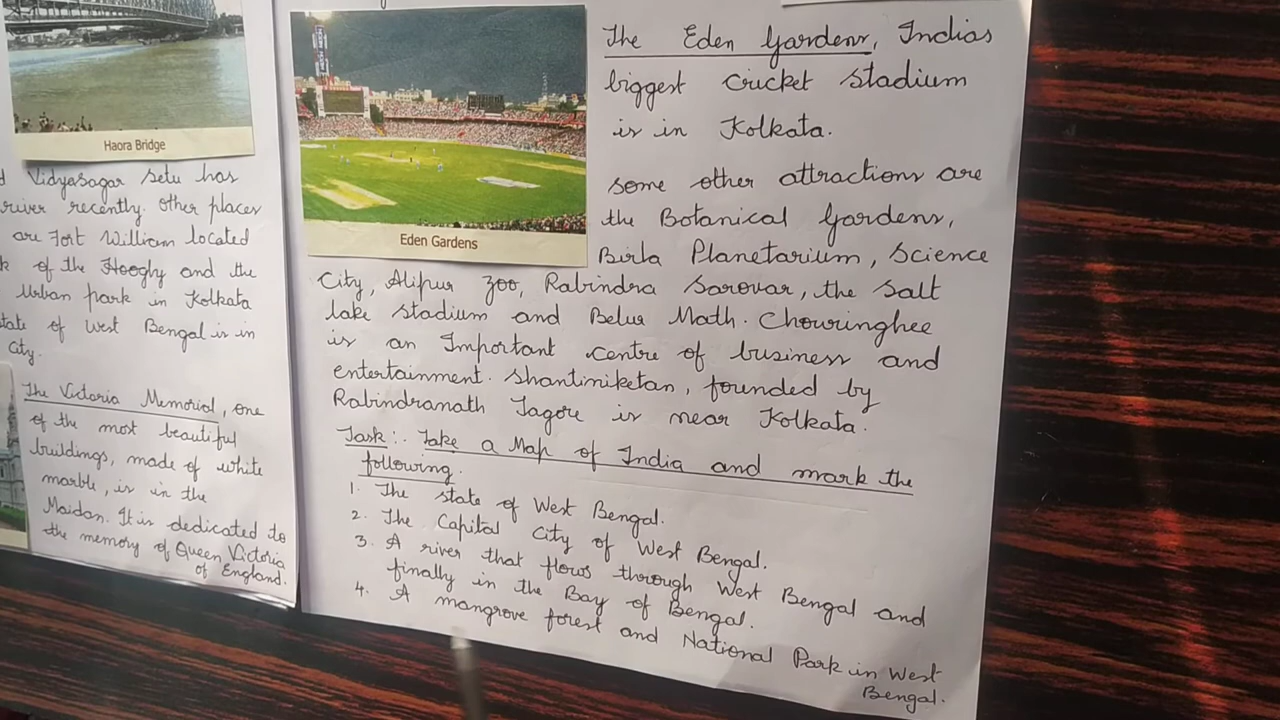 Haora Bridge
Vidyasagar setu has
river recently. Other places
are Fort William located
of the Hoogly and the
Urban park in Kolkata
state of West Bengal is in
City.
The Victoria Memorial, one
of the most beautiful
buildings, made of white
marble, is in the
Maidan. It is dedicated to
the memory of Queen Victoria
of England.
Eden Gardens
The Eden Gardens, Indias
biggest cricket stadium
is in Kolkata.
Some other attractions are
the Botanical Gardens,
Birla Planetarium, Science
City, Alipur Zoo, Rabindra Sarovar, the Salt
lake Stadium and Belur Math. Chowringhee
is an Important centre of business and
entertainment. Shantiniketan, founded by
Rabindranath Tagore is near Kolkata.
Task:. Take a Map of India and mark the
following.
1. The state of West Bengal.
2. The Capital City of West Bengal.
3. A river that flows through West Bengal and
finally in the Bay of Bengal.
4. A mangrove forest and National Park in West
Bengal.